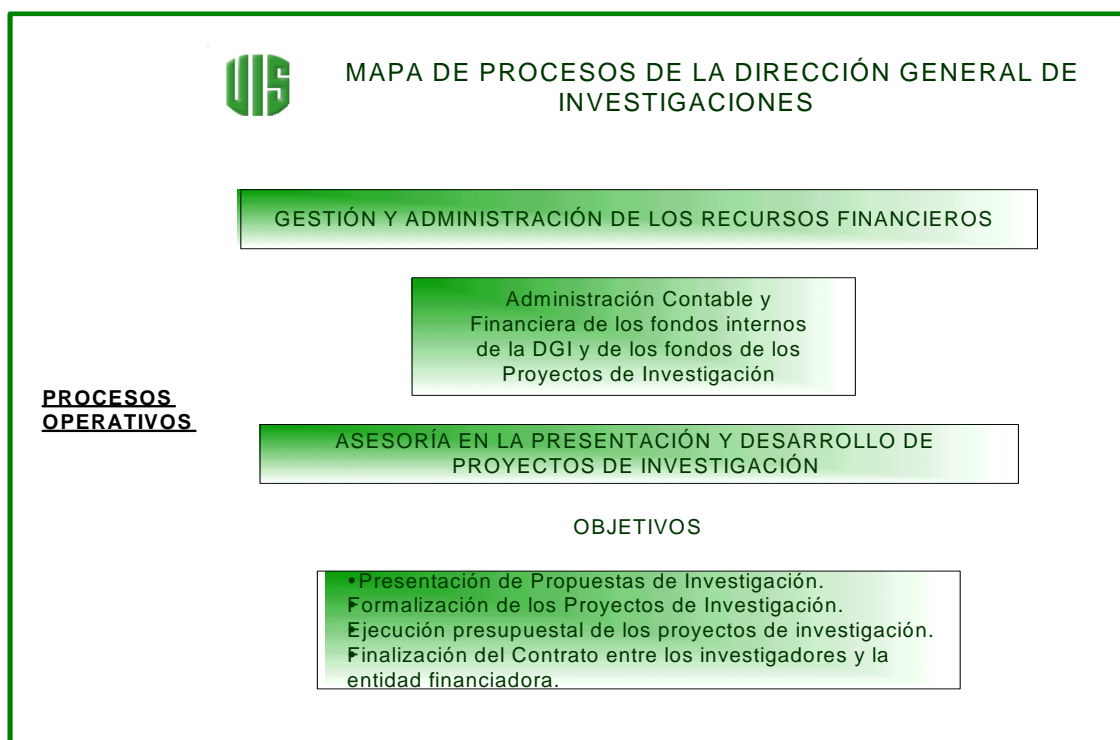 UIS
MAPA DE PROCESOS DE LA DIRECCIÓN GENERAL DE
INVESTIGACIONES
GESTIÓN Y ADMINISTRACIÓN DE LOS RECURSOS FINANCIEROS
Administración Contable y
Financiera de los fondos internos
de la DGI y de los fondos de los
Proyectos de Investigación
PROCESOS
OPERATIVOS
ASESORÍA EN LA PRESENTACIÓN Y DESARROLLO DE
PROYECTOS DE INVESTIGACIÓN
OBJETIVOS
•Presentación de Propuestas de Investigación.
•Formalización de los Proyectos de Investigación.
•Ejecución presupuestal de los proyectos de investigación.
•Finalización del Contrato entre los investigadores y la
entidad financiadora.